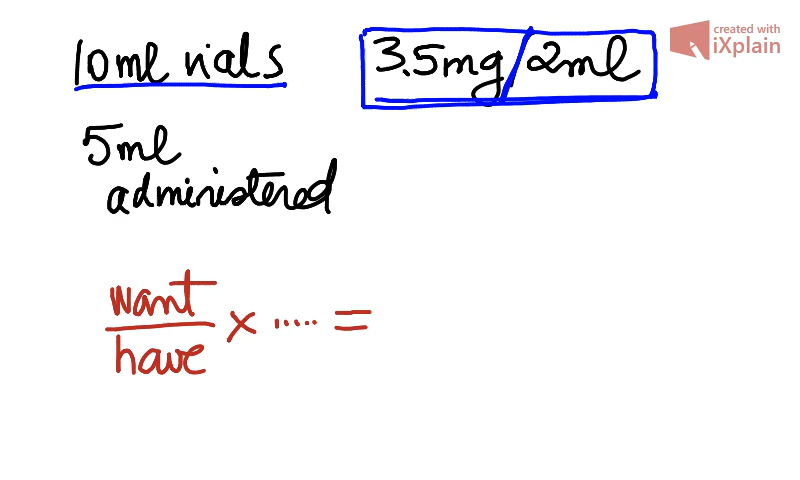 10ml vials
3.5mg/2ml
created with
iXplain
5ml
administered
want
have
x ..... =